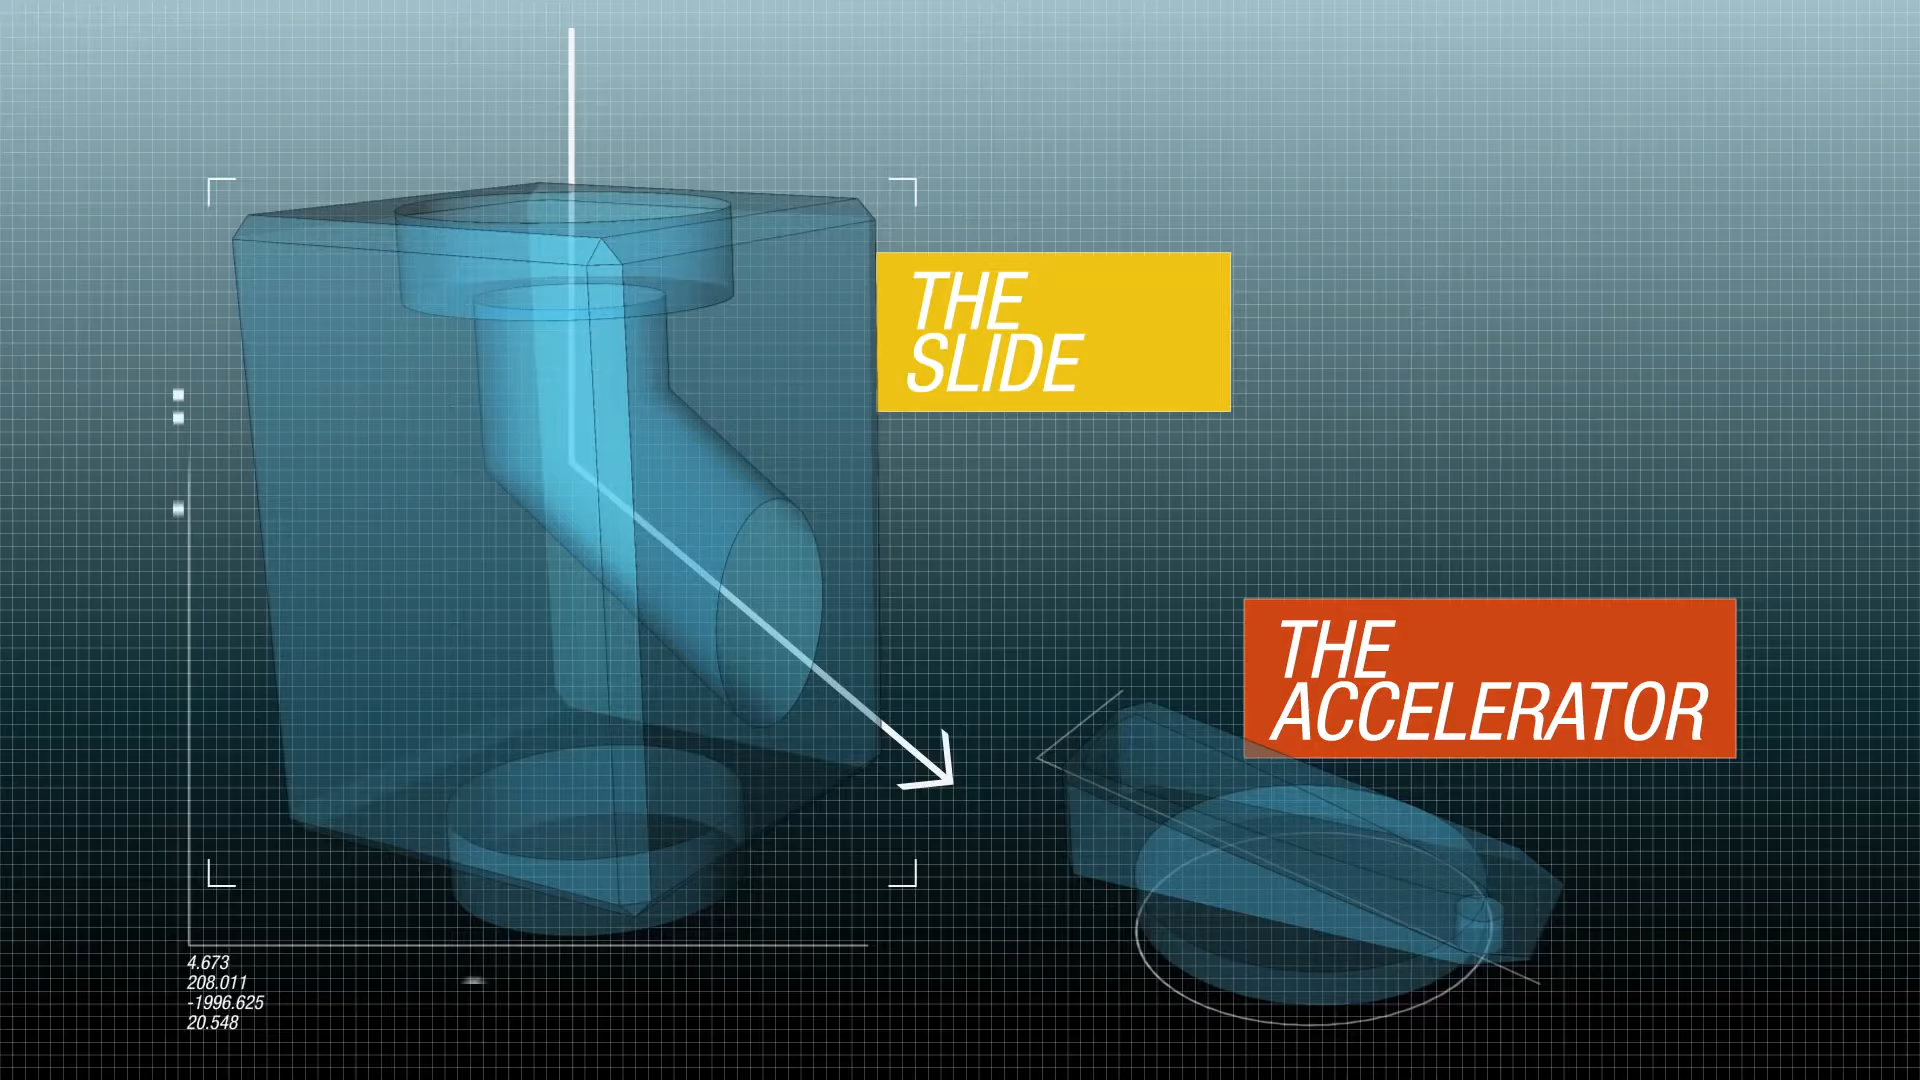 THE
SLIDE
THE
ACCELERATOR
4.673
208.011
-1996.625
20.548